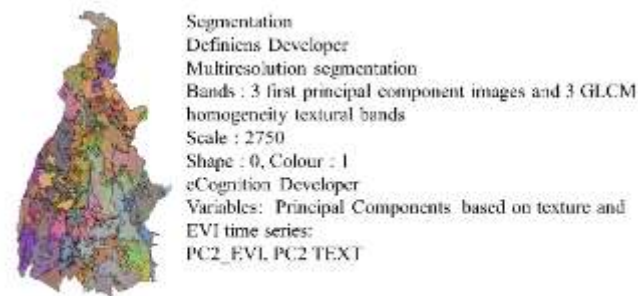 Segmentation
Definiens Developer
Multiresolution segmentation
Bands : 3 first principal component images and 3 GLCM
homogeneity textural bands
Scale : 2750
Shape : 0, Colour : 1
eCognition Developer
Variables: Principal Components based on texture and
EVI time series:
PC2_EVI, PC2 TEXT